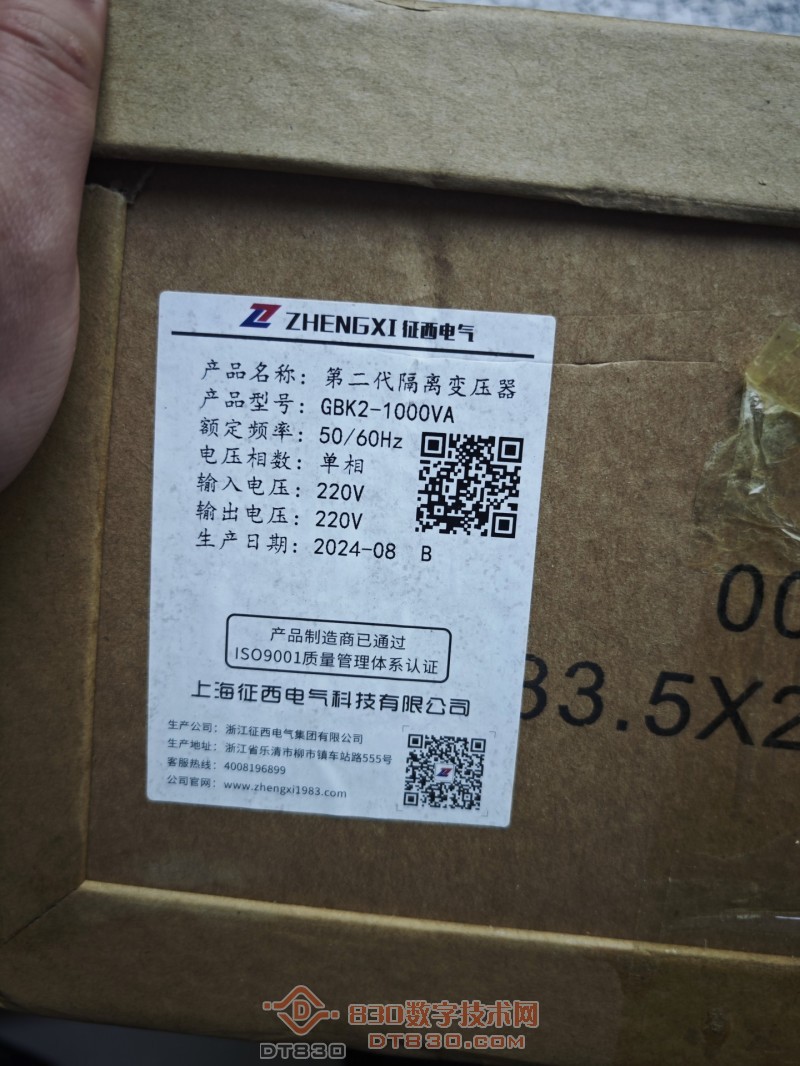 ZHENGXI 征西电气
产品名称：第二代隔离变压器
产品型号：GBK2-1000VA
额定频率：50/60Hz
电压相数：单相
输入电压：220V
输出电压：220V
生产日期：2024-08 B
产品制造商已通过
ISO9001质量管理体系认证
上海征西电气科技有限公司
生产公司：浙江征西电气集团有限公司
生产地址：浙江省乐清市柳市镇车站路555号
客服热线：4008196899
公司官网：www.zhengxi1983.com
00
33.5X2
830数字技术网
DT830
DT830.COM